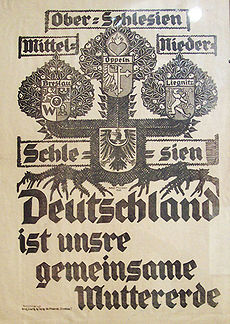 Ober=Schlesien
Mittel= Nieder=
Oppeln
Breslau Liegnitz
W
Schle= sien
Deutschland
ist unsre
gemeinsame
Muttererde